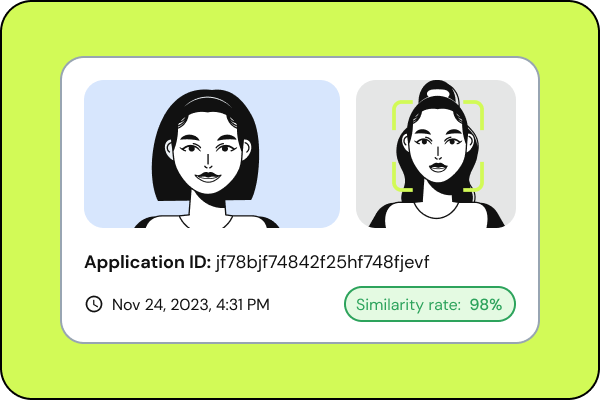 Application ID: jf78bjf74842f25hf748fjevf
Nov 24, 2023, 4:31 PM
Similarity rate: 98%